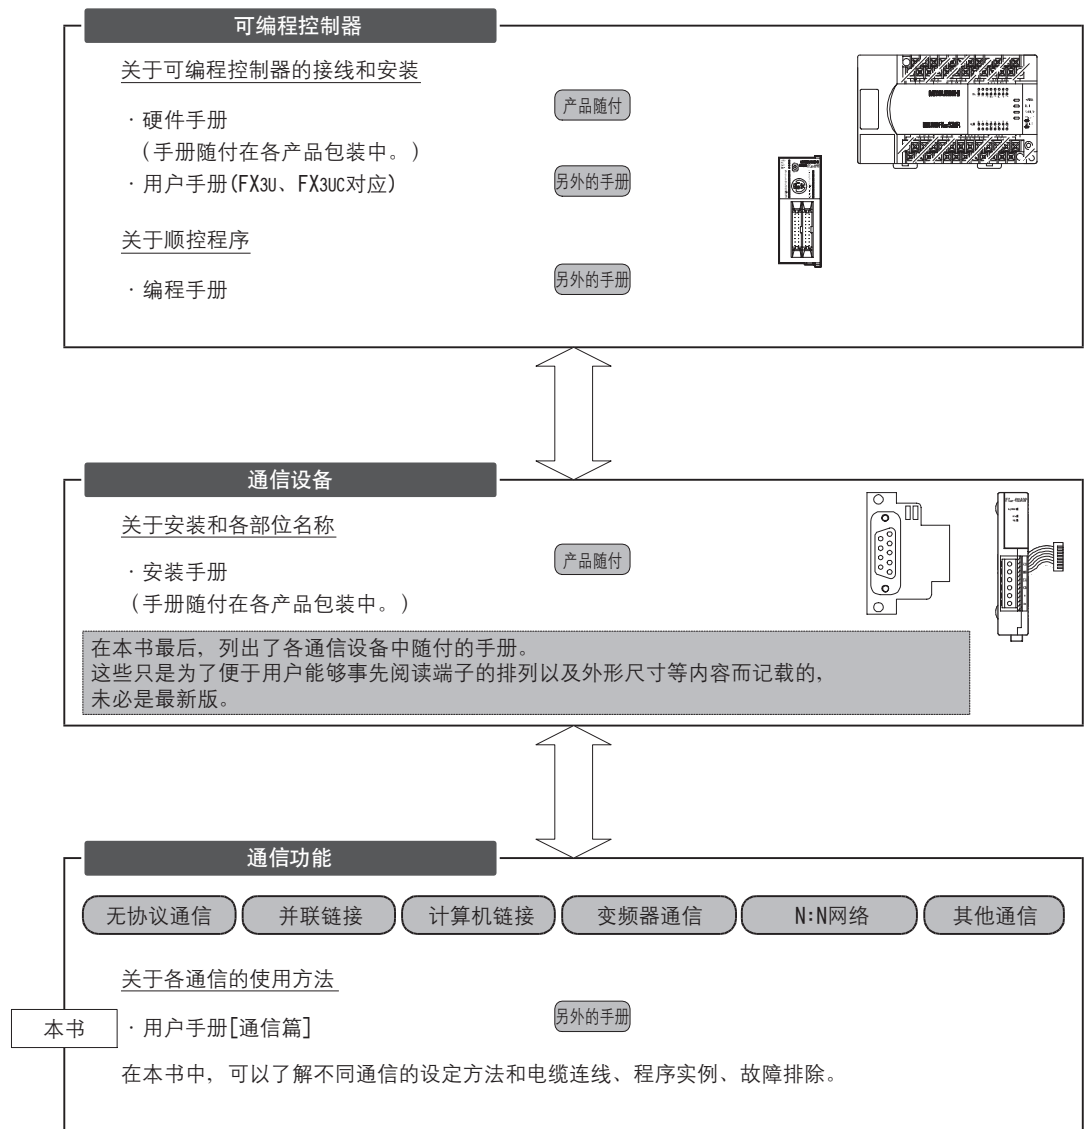 可编程控制器
关于可编程控制器的接线和安装
·硬件手册
产品随付
(手册随付在各产品包装中。)
·用户手册(FX3U、FX3UC对应)
另外的手册
关于顺控程序
·编程手册
另外的手册
MITSUBISHI
通信设备
关于安装和各部位名称
·安装手册
产品随付
(手册随付在各产品包装中。)
在本书最后，列出了各通信设备中随付的手册。
这些只是为了便于用户能够事先阅读端子的排列以及外形尺寸等内容而记载的，
未必是最新版。
通信功能
无协议通信
并联链接
计算机链接
变频器通信
N:N网络
其他通信
关于各通信的使用方法
本书
·用户手册[通信篇]
另外的手册
在本书中，可以了解不同通信的设定方法和电缆连线、程序实例、故障排除。